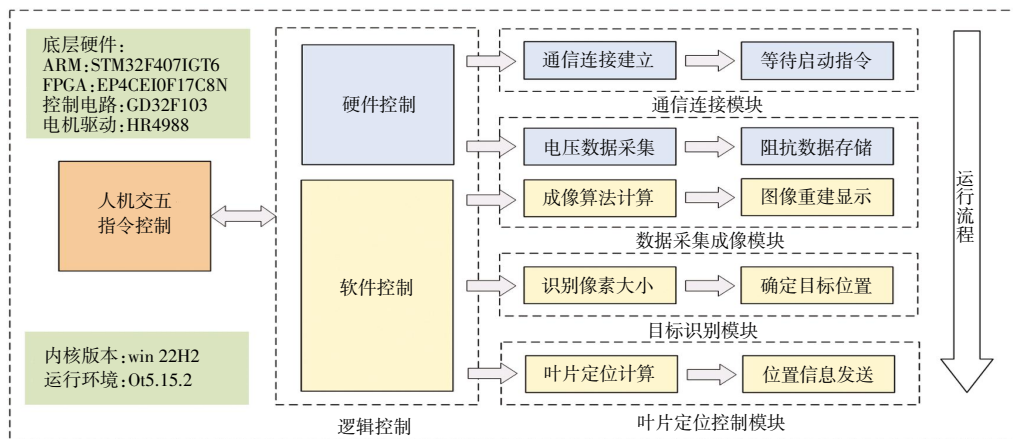 底层硬件:
ARM:STM32F407IGT6
FPGA:EP4CEI0F17C8N
控制电路:GD32F103
电机驱动:HR4988
人机交五
指令控制
内核版本:win 22H2
运行环境:Ot5.15.2
硬件控制
软件控制
逻辑控制
通信连接建立
等待启动指令
通信连接模块
电压数据采集
阻抗数据存储
成像算法计算
图像重建显示
数据采集成像模块
识别像素大小
确定目标位置
目标识别模块
叶片定位计算
位置信息发送
叶片定位控制模块
运行流程